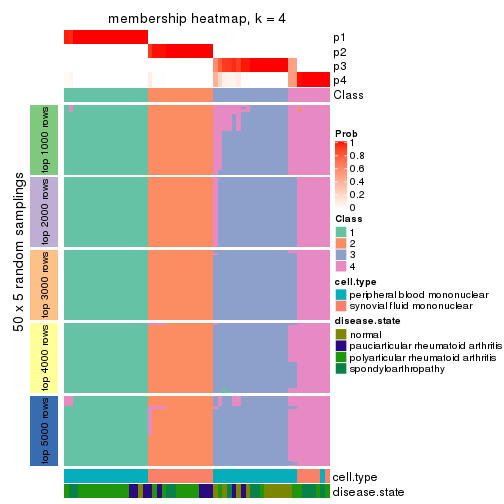 membership heatmap, k = 4
p1
p2
p3
p4
Class
50 x 5 random samplings
top 1000 rows
top 2000 rows
top 3000 rows
top 4000 rows
top 5000 rows
cell.type
disease.state
Prob
1
0.8
0.6
0.4
0.2
0
Class
1
2
3
4
cell.type
peripheral blood mononuclear
synovial fluid mononuclear
disease.state
normal
pauciarticular rheumatoid arthritis
polyarticular rheumatoid arthritis
spondyloarthropathy